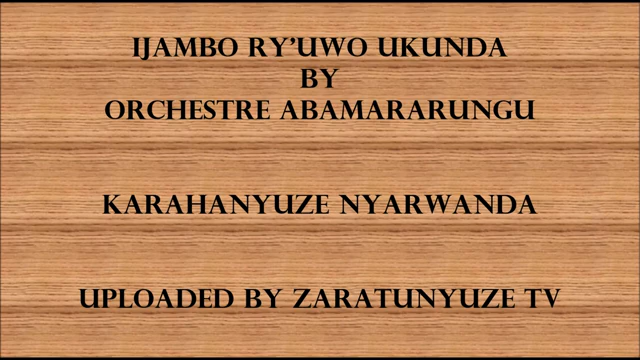 IJAMBO RY'UWO UKUNDA
BY
ORCHESTRE ABAMARARUNGU
KARAHANYUZE NYARWANDA
UPLOADED BY ZARATUNYUZE TV